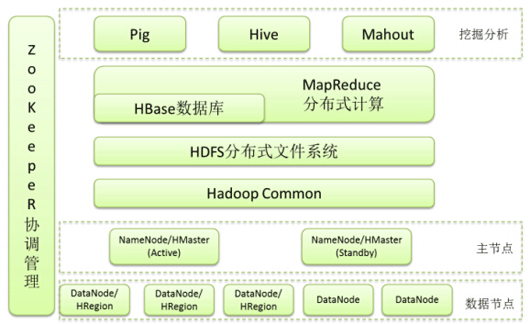 ZooKeepeR协调管理
Pig
Hive
Mahout
挖掘分析
MapReduce
分布式计算
HBase数据库
HDFS分布式文件系统
Hadoop Common
NameNode/HMaster
(Active)
NameNode/HMaster
(Standby)
主节点
DataNode/
HRegion
DataNode/
HRegion
DataNode/
HRegion
DataNode
DataNode
数据节点